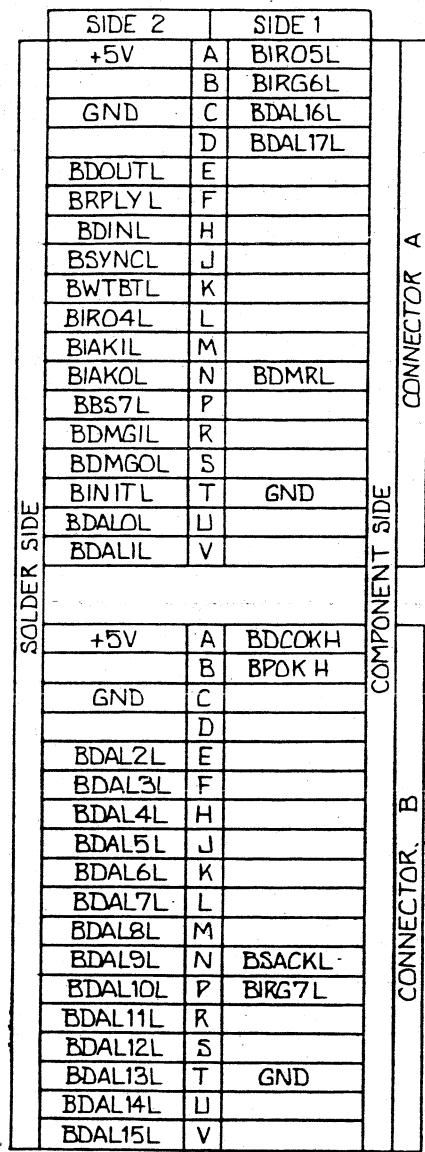 SIDE 2 SIDE 1
+5V A BIRO5L
B BIRG6L
GND C BDAL16L
D BDAL17L
BDOUTL E
BRPLY L F
BDINL H
BSYNCL J
BWTBTL K
BIRO4L L
BIAKIL M
BIAKOL N BDMRL
BBS7L P
BDMGIL R
BDMGOL S
BINITL T GND
BDALOL U
BDALIL V
CONNECTOR A
SOLDER SIDE
COMPONENT SIDE
+5V A BDCOKH
B BPOK H
GND C
D
BDAL2L E
BDAL3L F
BDAL4L H
BDAL5L J
BDAL6L K
BDAL7L L
BDAL8L M
BDAL9L N BSACKL
BDAL10L P BIRG7L
BDAL11L R
BDAL12L S
BDAL13L T GND
BDAL14L U
BDAL15L V
CONNECTOR. B